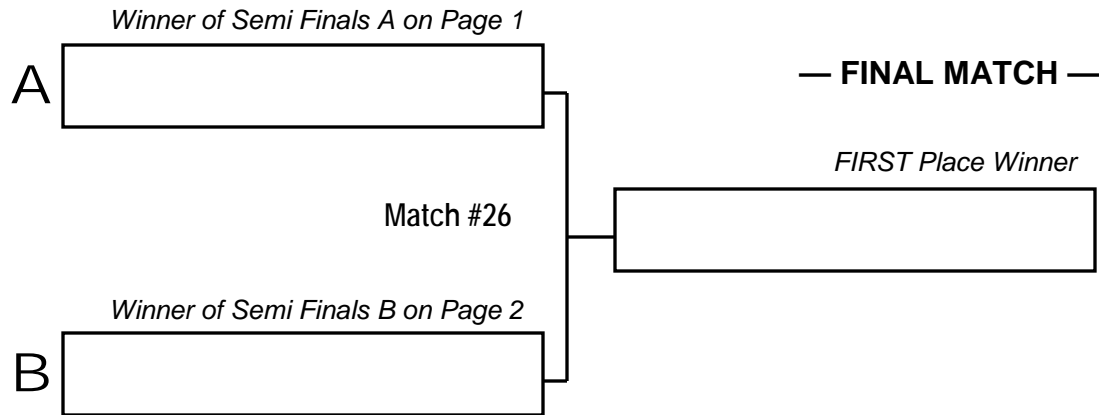 Winner of Semi Finals A on Page 1
A
— FINAL MATCH —
FIRST Place Winner
Match #26
Winner of Semi Finals B on Page 2
B